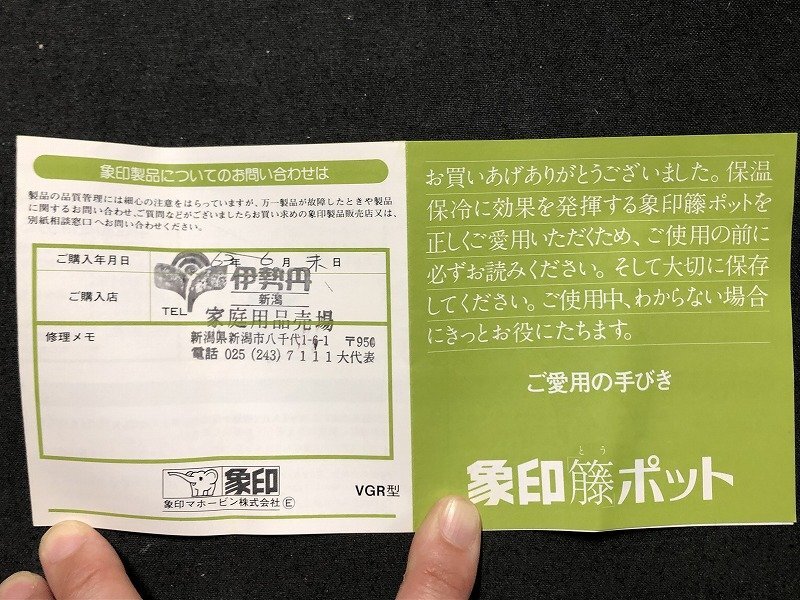 象印製品についてのお問い合わせは
製品の品質管理には細心の注意をはらっていますが、万一製品が故障したときや製品
に関するお問い合わせ、ご質問などがございましたらお買い求めの象印製品販売店又は、
別紙相談窓口へお問い合わせください。
ご購入年月日
63年 6月 末日
ご購入店
伊勢丹
新潟
TEL
家庭用品売場
新潟県新潟市八千代1-6-1 〒950
電話 025 (243) 7111 大代表
修理メモ
象印
象印マホービン株式会社 Ⓔ
VGR型
お買いあげありがとうございました。保温
保冷に効果を発揮する象印籐ポットを
正しくご愛用いただくため、ご使用の前に
必ずお読みください。そして大切に保存
してください。ご使用中、わからない場合
にきっとお役にたちます。
ご愛用の手びき
とう
象印「籐」ポット